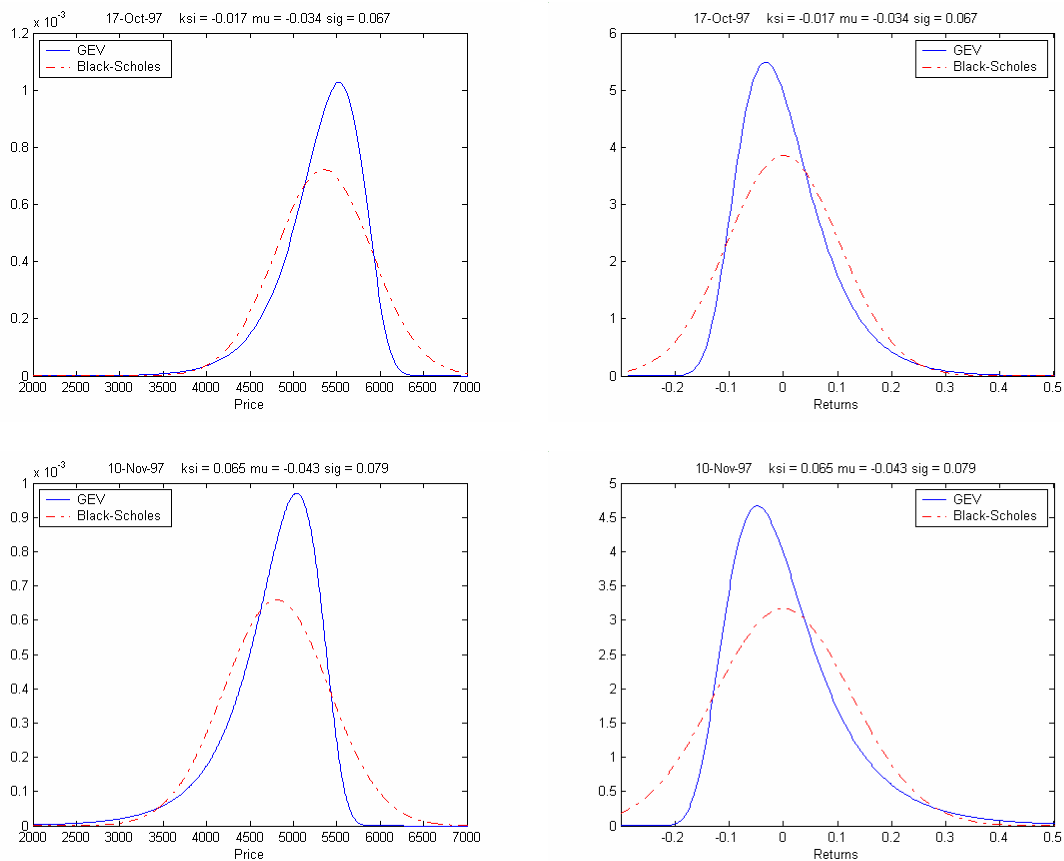 x 10⁻³
17-Oct-97 ksi = -0.017 mu = -0.034 sig = 0.067
GEV
Black-Scholes
1.2
1
0.8
0.6
0.4
0.2
0
2000 2500 3000 3500 4000 4500 5000 5500 6000 6500 7000
Price
17-Oct-97 ksi = -0.017 mu = -0.034 sig = 0.067
GEV
Black-Scholes
6
5
4
3
2
1
0
-0.2 -0.1 0 0.1 0.2 0.3 0.4 0.5
Returns
x 10⁻³
10-Nov-97 ksi = 0.065 mu = -0.043 sig = 0.079
GEV
Black-Scholes
1
0.9
0.8
0.7
0.6
0.5
0.4
0.3
0.2
0.1
0
2000 2500 3000 3500 4000 4500 5000 5500 6000 6500 7000
Price
10-Nov-97 ksi = 0.065 mu = -0.043 sig = 0.079
GEV
Black-Scholes
5
4.5
4
3.5
3
2.5
2
1.5
1
0.5
0
-0.2 -0.1 0 0.1 0.2 0.3 0.4 0.5
Returns